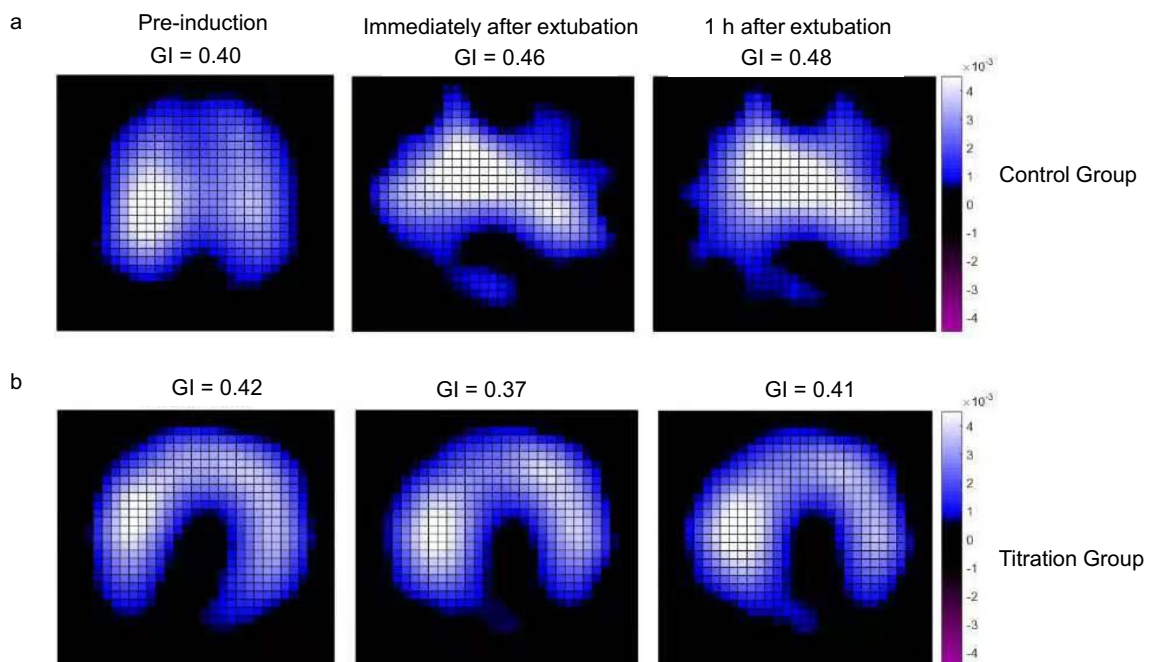 a
Pre-induction
Immediately after extubation
1 h after extubation
GI = 0.40
GI = 0.46
GI = 0.48
×10⁻³
4
3
2
1
0
-1
-2
-3
-4
Control Group
b
GI = 0.42
GI = 0.37
GI = 0.41
×10⁻³
4
3
2
1
0
-1
-2
-3
-4
Titration Group